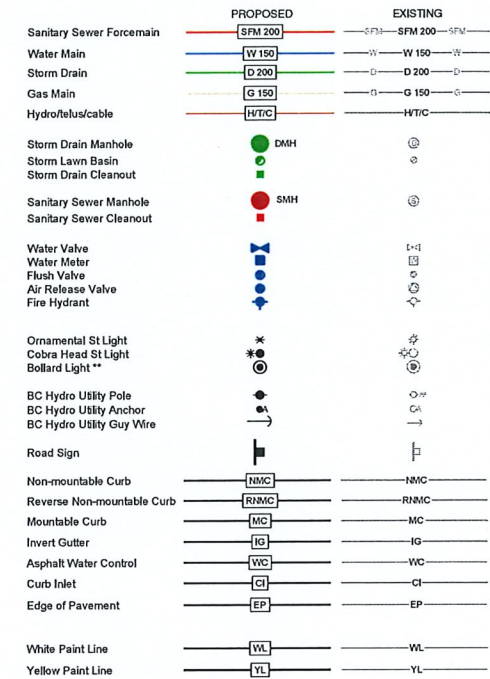 PROPOSED EXISTING
Sanitary Sewer Forcemain SFM 200 SFM SFM 200 SFM
Water Main W 150 W W 150 W
Storm Drain D 200 D D 200 D
Gas Main G 150 G G 150 G
Hydro/telus/cable H/T/C H/T/C
Storm Drain Manhole DMH D
Storm Lawn Basin
Storm Drain Cleanout
Sanitary Sewer Manhole SMH S
Sanitary Sewer Cleanout
Water Valve
Water Meter
Flush Valve
Air Release Valve
Fire Hydrant
Ornamental St Light
Cobra Head St Light
Bollard Light **
BC Hydro Utility Pole
BC Hydro Utility Anchor A A
BC Hydro Utility Guy Wire
Road Sign
Non-mountable Curb NMC NMC
Reverse Non-mountable Curb RNMC RNMC
Mountable Curb MC MC
Invert Gutter IG IG
Asphalt Water Control WC WC
Curb Inlet CI CI
Edge of Pavement EP EP
White Paint Line WL WL
Yellow Paint Line YL YL